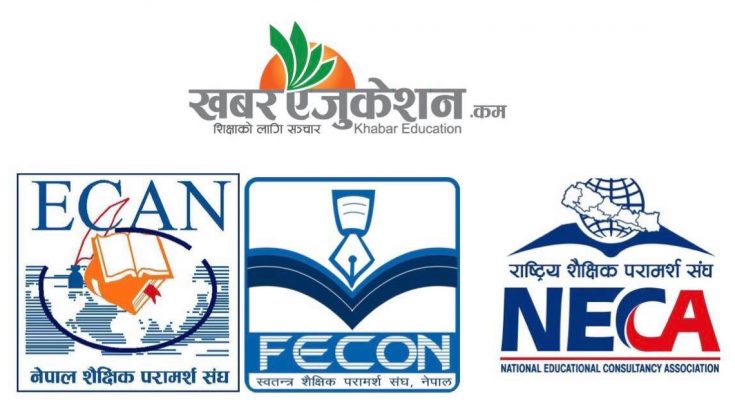 खबर एजुकेशन .कम
शिक्षाको लागि सञ्चार Khabar Education
ECAN
नेपाल शैक्षिक परामर्श संघ
FECON
स्वतन्त्र शैक्षिक परामर्श संघ, नेपाल
राष्ट्रिय शैक्षिक परामर्श संघ
NECA
NATIONAL EDUCATIONAL CONSULTANCY ASSOCIATION